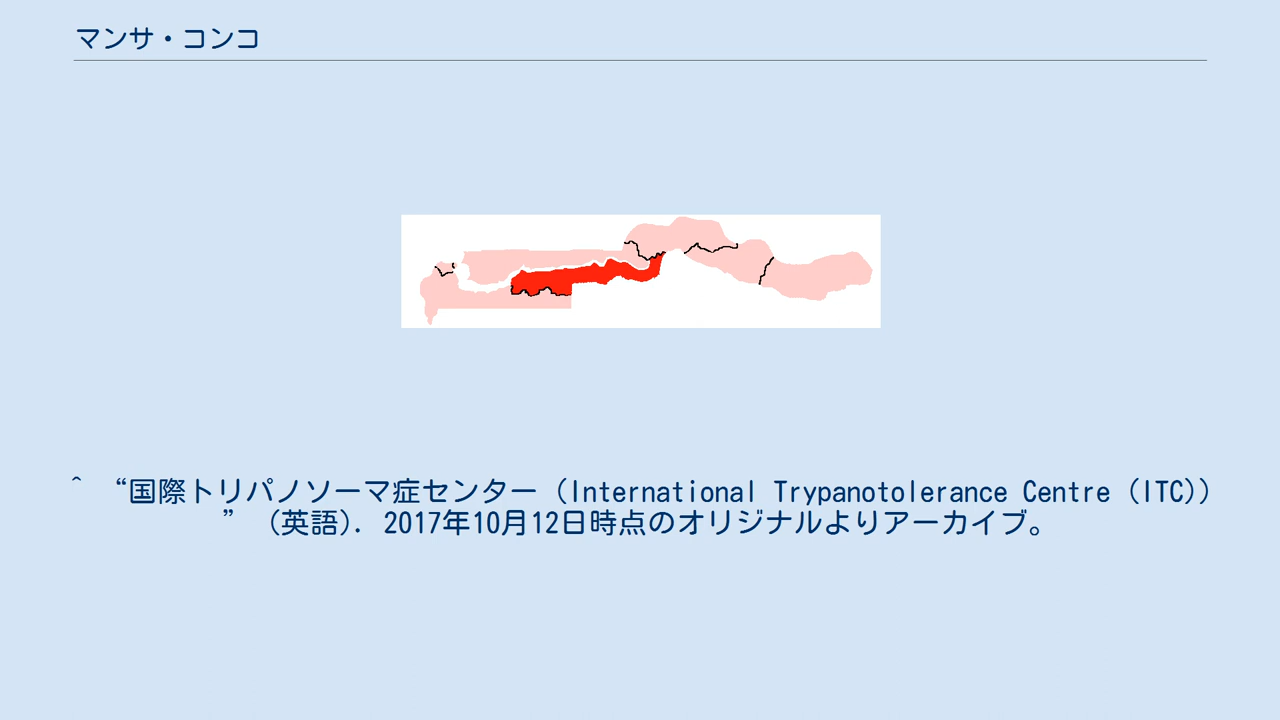 マンサ・コンコ
^ “国際トリパノソーマ症センター（International Trypanotolerance Centre（ITC））
”（英語）. 2017年10月12日時点のオリジナルよりアーカイブ。